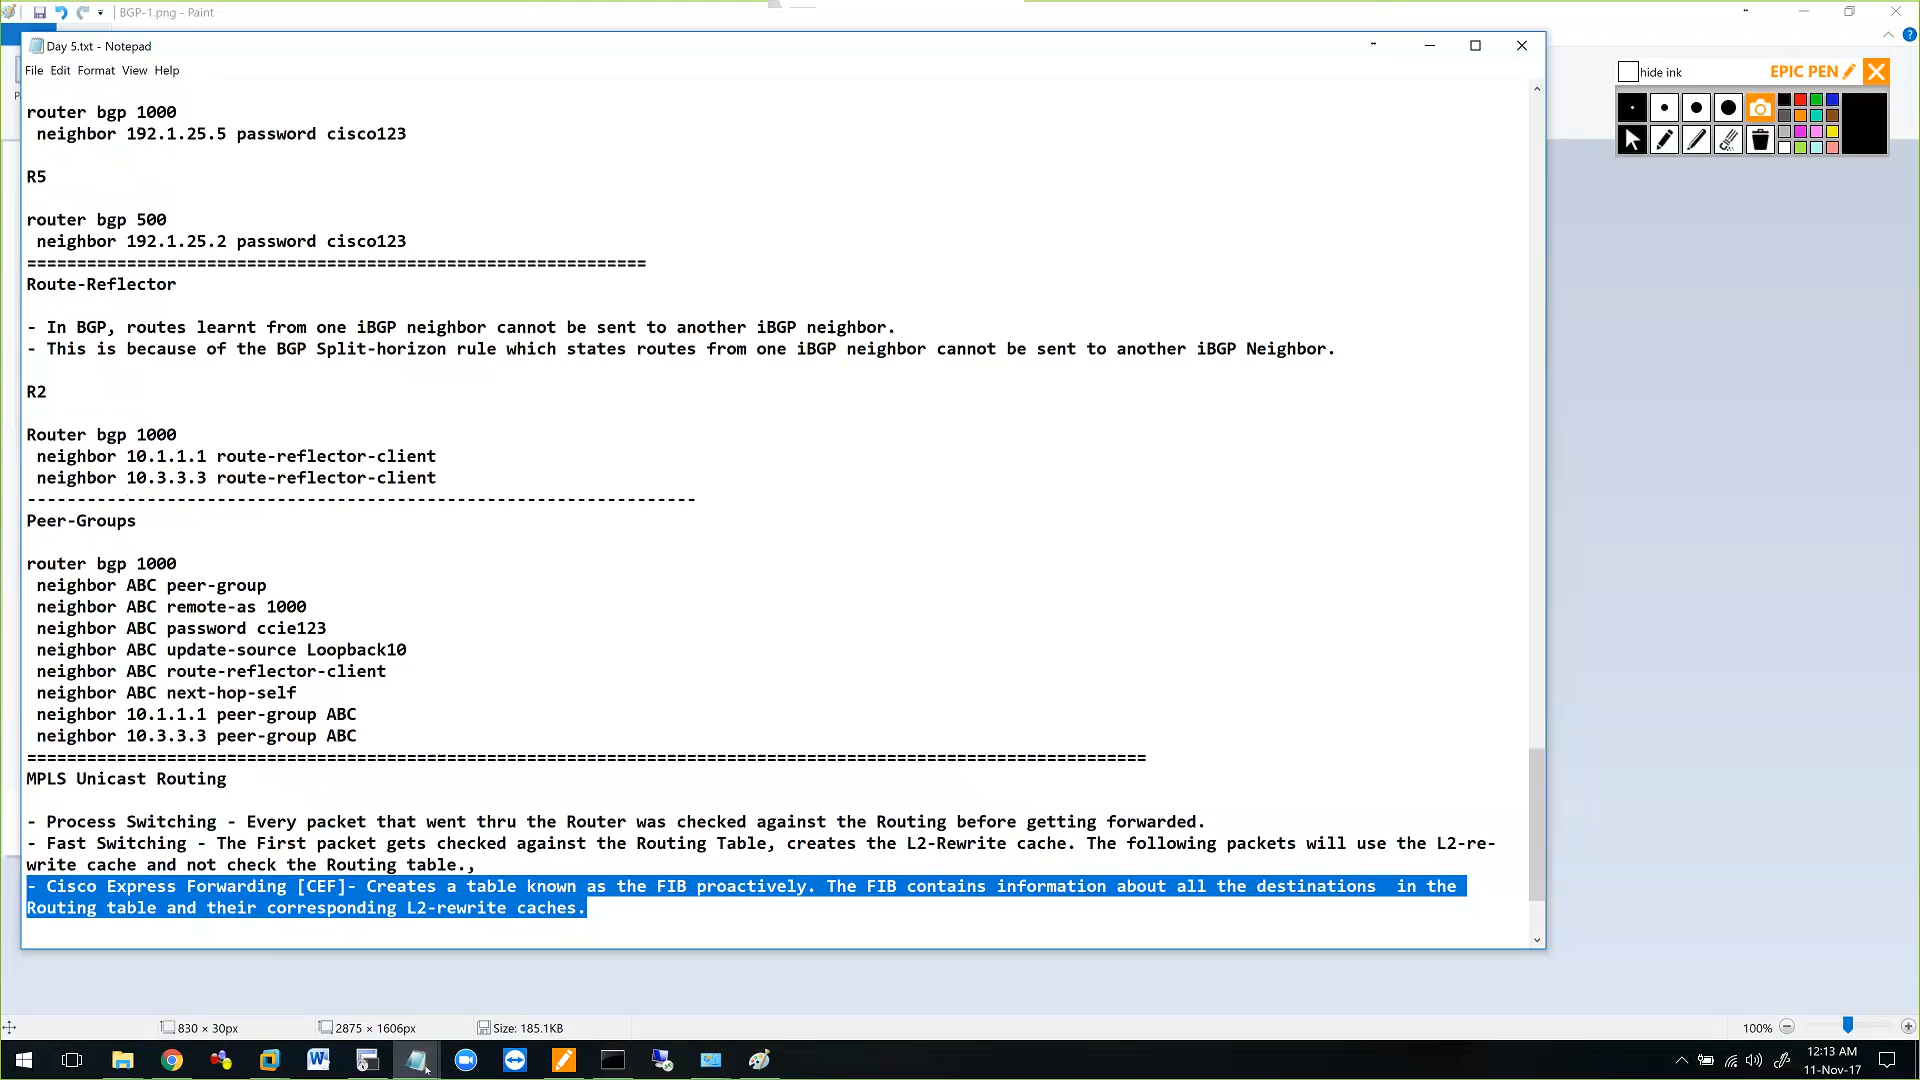 BGP-1.png - Paint
Day 5.txt - Notepad
File Edit Format View Help
hide ink
EPIC PEN
router bgp 1000
neighbor 192.1.25.5 password cisco123
R5
router bgp 500
neighbor 192.1.25.2 password cisco123
==============================================================
Route-Reflector
- In BGP, routes learnt from one iBGP neighbor cannot be sent to another iBGP neighbor.
- This is because of the BGP Split-horizon rule which states routes from one iBGP neighbor cannot be sent to another iBGP Neighbor.
R2
Router bgp 1000
neighbor 10.1.1.1 route-reflector-client
neighbor 10.3.3.3 route-reflector-client
-------------------------------------------------------------------
Peer-Groups
router bgp 1000
neighbor ABC peer-group
neighbor ABC remote-as 1000
neighbor ABC password ccie123
neighbor ABC update-source Loopback10
neighbor ABC route-reflector-client
neighbor ABC next-hop-self
neighbor 10.1.1.1 peer-group ABC
neighbor 10.3.3.3 peer-group ABC
================================================================================================================
MPLS Unicast Routing
- Process Switching - Every packet that went thru the Router was checked against the Routing before getting forwarded.
- Fast Switching - The First packet gets checked against the Routing Table, creates the L2-Rewrite cache. The following packets will use the L2-re-
write cache and not check the Routing table.,
- Cisco Express Forwarding [CEF]- Creates a table known as the FIB proactively. The FIB contains information about all the destinations  in the
Routing table and their corresponding L2-rewrite caches.
830 × 30px
2875 × 1606px
Size: 185.1KB
100%
12:13 AM
11-Nov-17